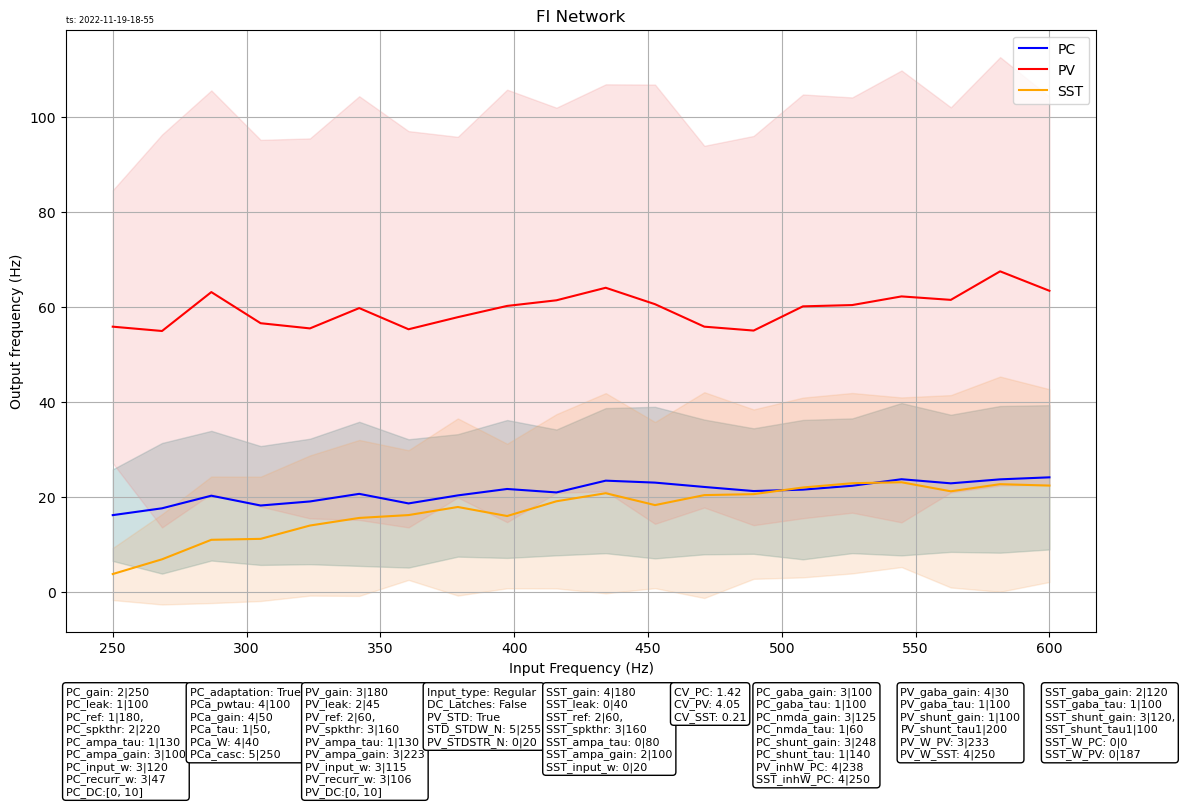 ts: 2022-11-19-18-55
FI Network
PC
PV
SST
Output frequency (Hz)
100
80
60
40
20
0
250
300
350
400
450
500
550
600
Input Frequency (Hz)
PC_gain: 2|250
PC_leak: 1|100
PC_ref: 1|180,
PC_spkthr: 2|220
PC_ampa_tau: 1|130
PC_ampa_gain: 3|100
PC_input_w: 3|120
PC_recurr_w: 3|47
PC_DC:[0, 10]
PC_adaptation: True
PCa_pwtau: 4|100
PCa_gain: 4|50
PCa_tau: 1|50,
PCa_W: 4|40
PCa_casc: 5|250
PV_gain: 3|180
PV_leak: 2|45
PV_ref: 2|60,
PV_spkthr: 3|160
PV_ampa_tau: 1|130
PV_ampa_gain: 3|223
PV_input_w: 3|115
PV_recurr_w: 3|106
PV_DC:[0, 10]
Input_type: Regular
DC_Latches: False
PV_STD: True
STD_STDW_N: 5|255
PV_STDSTR_N: 0|20
SST_gain: 4|180
SST_leak: 0|40
SST_ref: 2|60,
SST_spkthr: 3|160
SST_ampa_tau: 0|80
SST_ampa_gain: 2|100
SST_input_w: 0|20
CV_PC: 1.42
CV_PV: 4.05
CV_SST: 0.21
PC_gaba_gain: 3|100
PC_gaba_tau: 1|100
PC_nmda_gain: 3|125
PC_nmda_tau: 1|60
PC_shunt_gain: 3|248
PC_shunt_tau: 1|140
PV_inhW_PC: 4|238
SST_inhW_PC: 4|250
PV_gaba_gain: 4|30
PV_gaba_tau: 1|100
PV_shunt_gain: 1|100
PV_shunt_tau1|200
PV_W_PV: 3|233
PV_W_SST: 4|250
SST_gaba_gain: 2|120
SST_gaba_tau: 1|100
SST_shunt_gain: 3|120,
SST_shunt_tau1|100
SST_W_PC: 0|0
SST_W_PV: 0|187